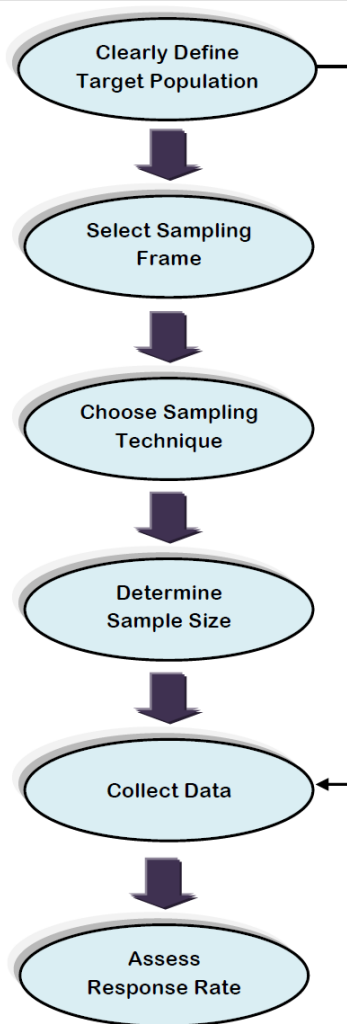 Clearly Define
Target Population
Select Sampling
Frame
Choose Sampling
Technique
Determine
Sample Size
Collect Data
Assess
Response Rate